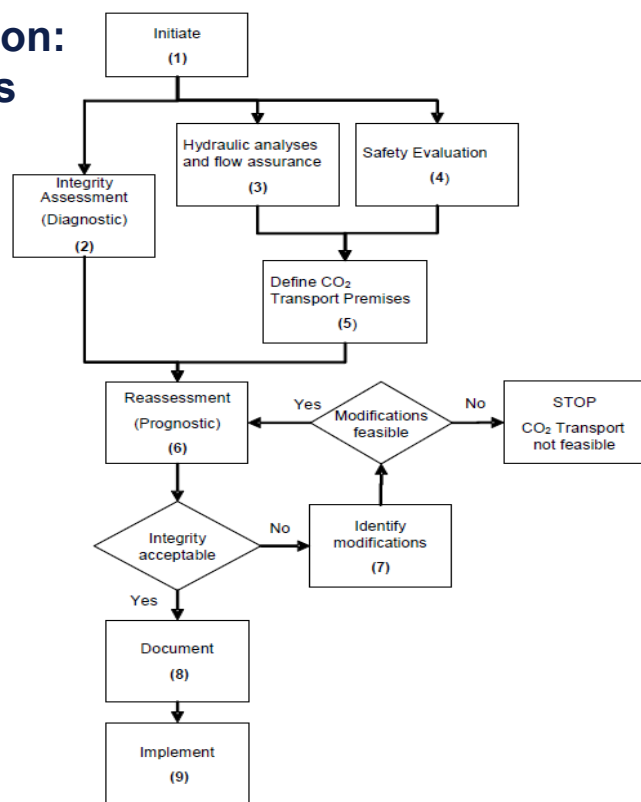 on:
s
Initiate
(1)
Hydraulic analyses
and flow assurance
(3)
Safety Evaluation
(4)
Integrity
Assessment
(Diagnostic)
(2)
Define CO₂
Transport Premises
(5)
Reassessment
(Prognostic)
(6)
Yes
Modifications
feasible
No
STOP
CO₂ Transport
not feasible
Integrity
acceptable
No
Identify
modifications
(7)
Yes
Document
(8)
Implement
(9)